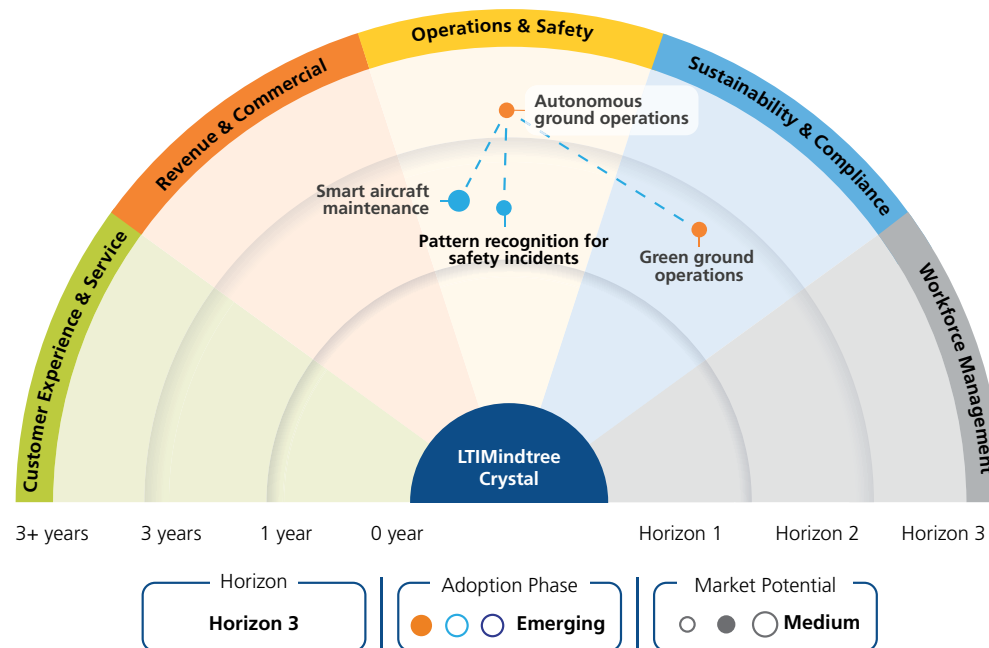 Operations & Safety
Revenue & Commercial
Sustainability & Compliance
Customer Experience & Service
Workforce Management
Autonomous
ground operations
Smart aircraft
maintenance
Pattern recognition for
safety incidents
Green ground
operations
LTIMindtree
Crystal
3+ years
3 years
1 year
0 year
Horizon 1
Horizon 2
Horizon 3
Horizon
Horizon 3
Adoption Phase
Emerging
Market Potential
Medium